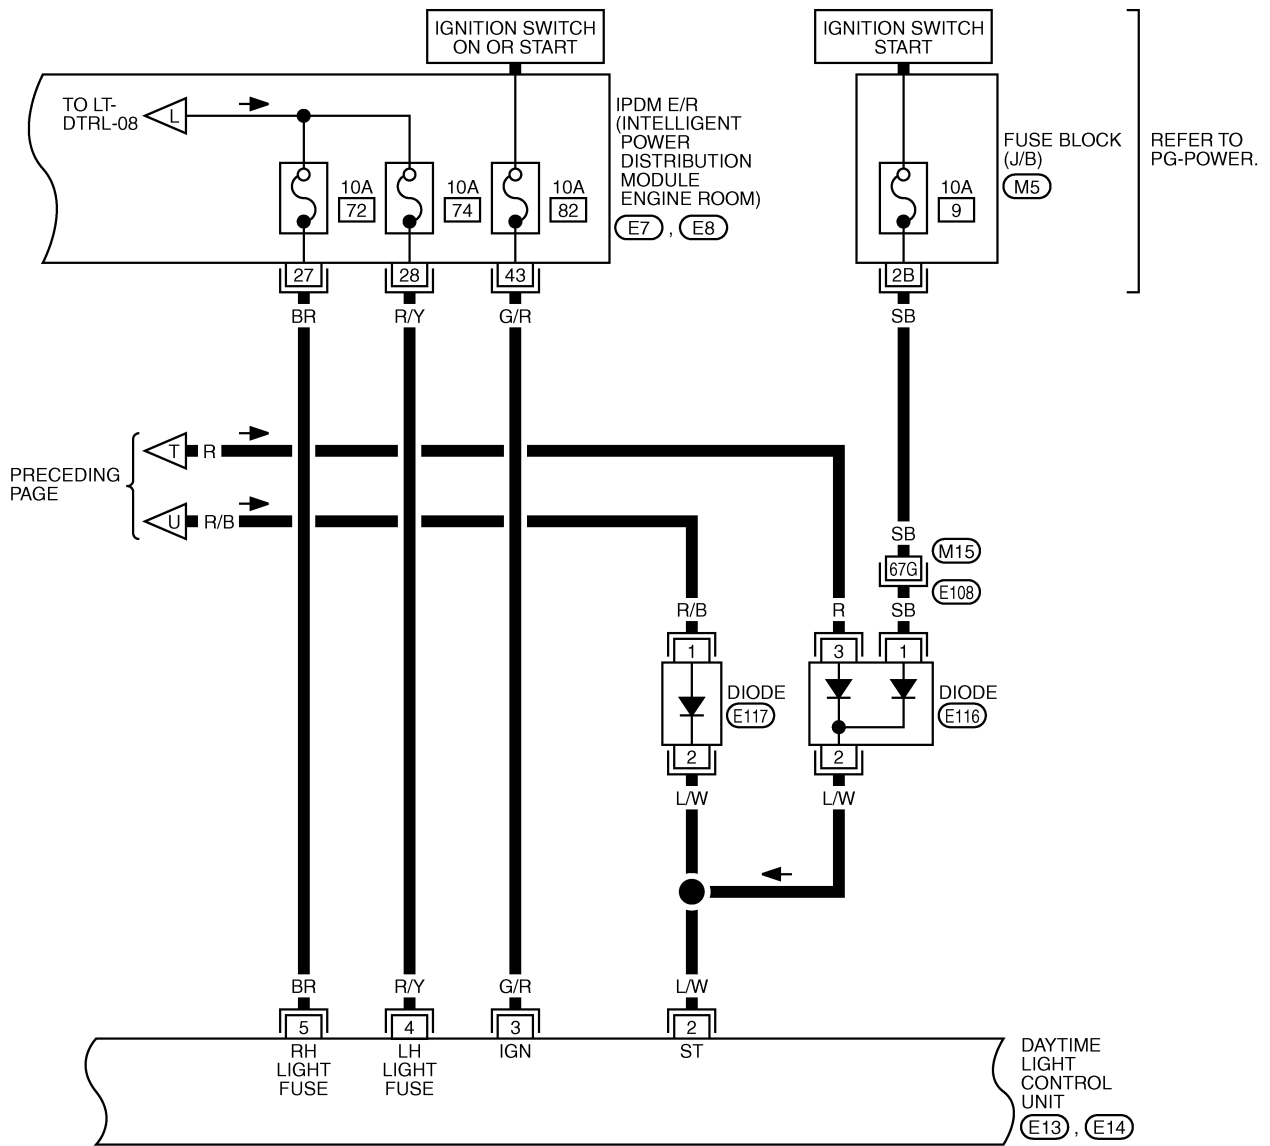 IGNITION SWITCH
ON OR START
IGNITION SWITCH
START
TO LT-
DTRL-08
L
IPDM E/R
(INTELLIGENT
POWER
DISTRIBUTION
MODULE
ENGINE ROOM)
E7 , E8
FUSE BLOCK
(J/B)
M5
REFER TO
PG-POWER.
10A
72
10A
74
10A
82
10A
9
27
28
43
2B
BR
R/Y
G/R
SB
PRECEDING
PAGE
T
R
U
R/B
SB
67G
M15
E108
R/B
R
SB
1
3
1
DIODE
E117
DIODE
E116
2
2
L/W
L/W
BR
R/Y
G/R
L/W
5
4
3
2
RH
LIGHT
FUSE
LH
LIGHT
FUSE
IGN
ST
DAYTIME
LIGHT
CONTROL
UNIT
E13 , E14